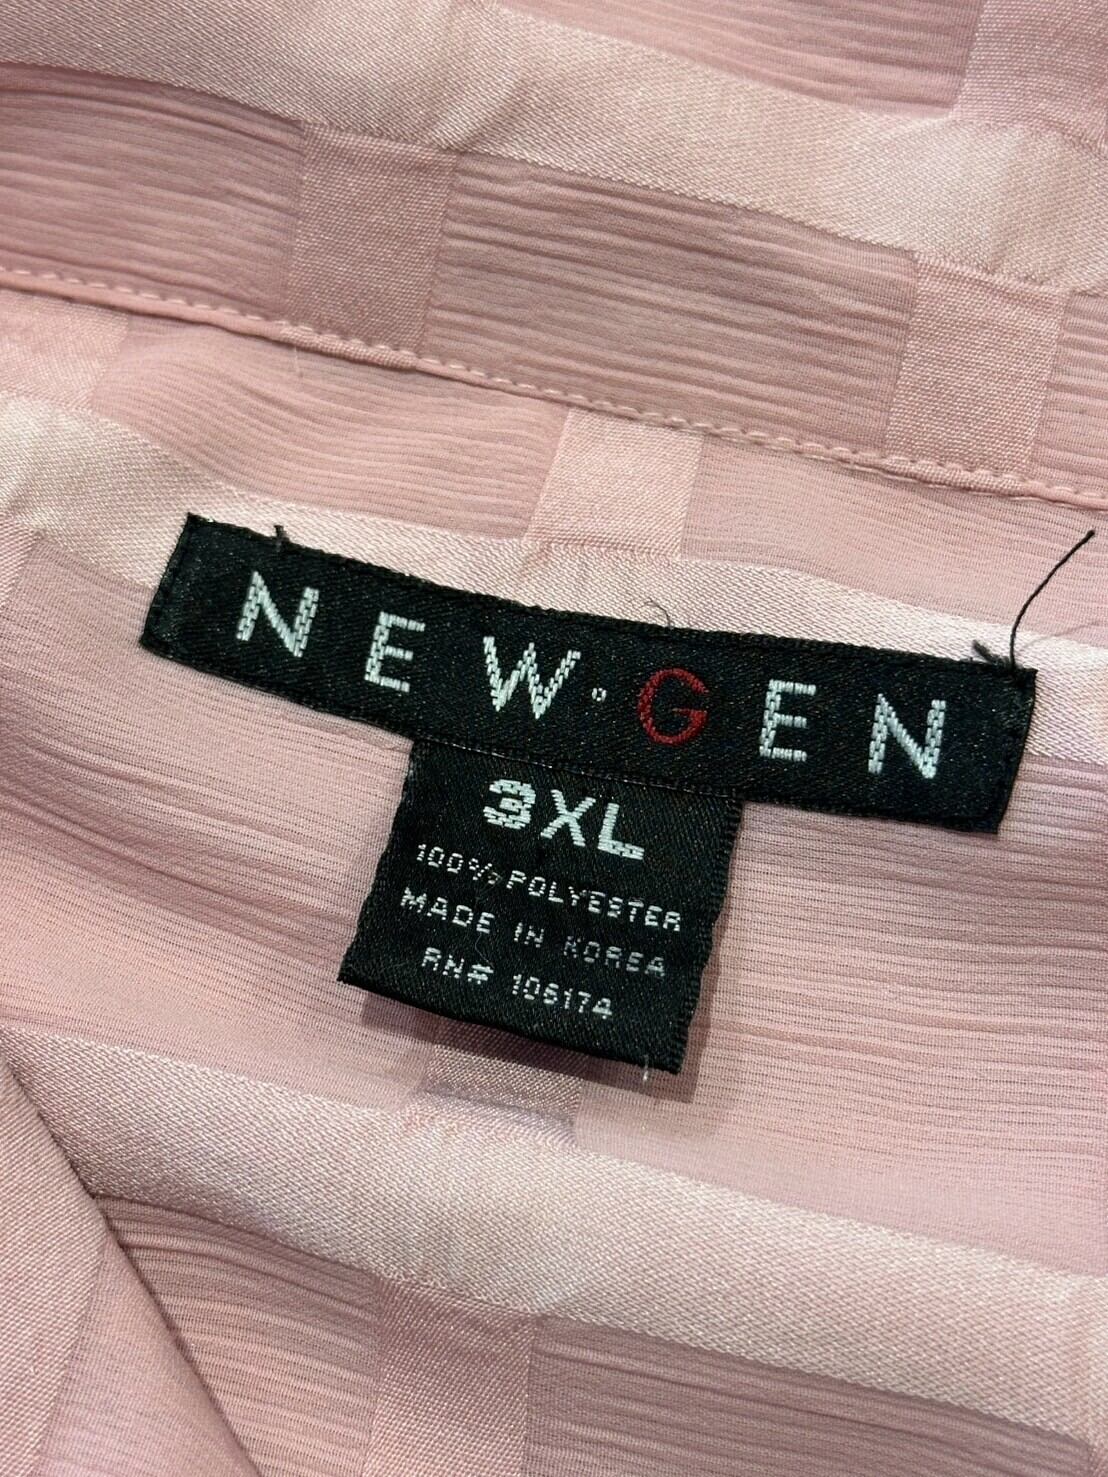 NEW·GEN
3XL
100% POLYESTER
MADE IN KOREA
RN# 106174